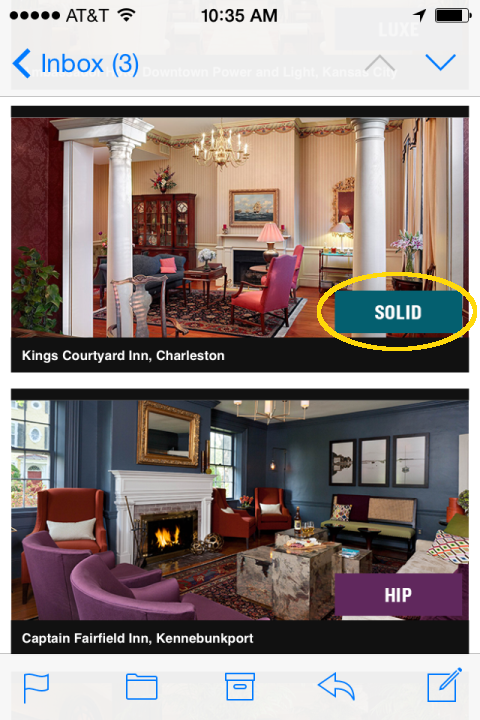 AT&T 10:35 AM
LUXE
Inbox (3)
Downtown Power and Light, Kansas City
SOLID
Kings Courtyard Inn, Charleston
HIP
Captain Fairfield Inn, Kennebunkport